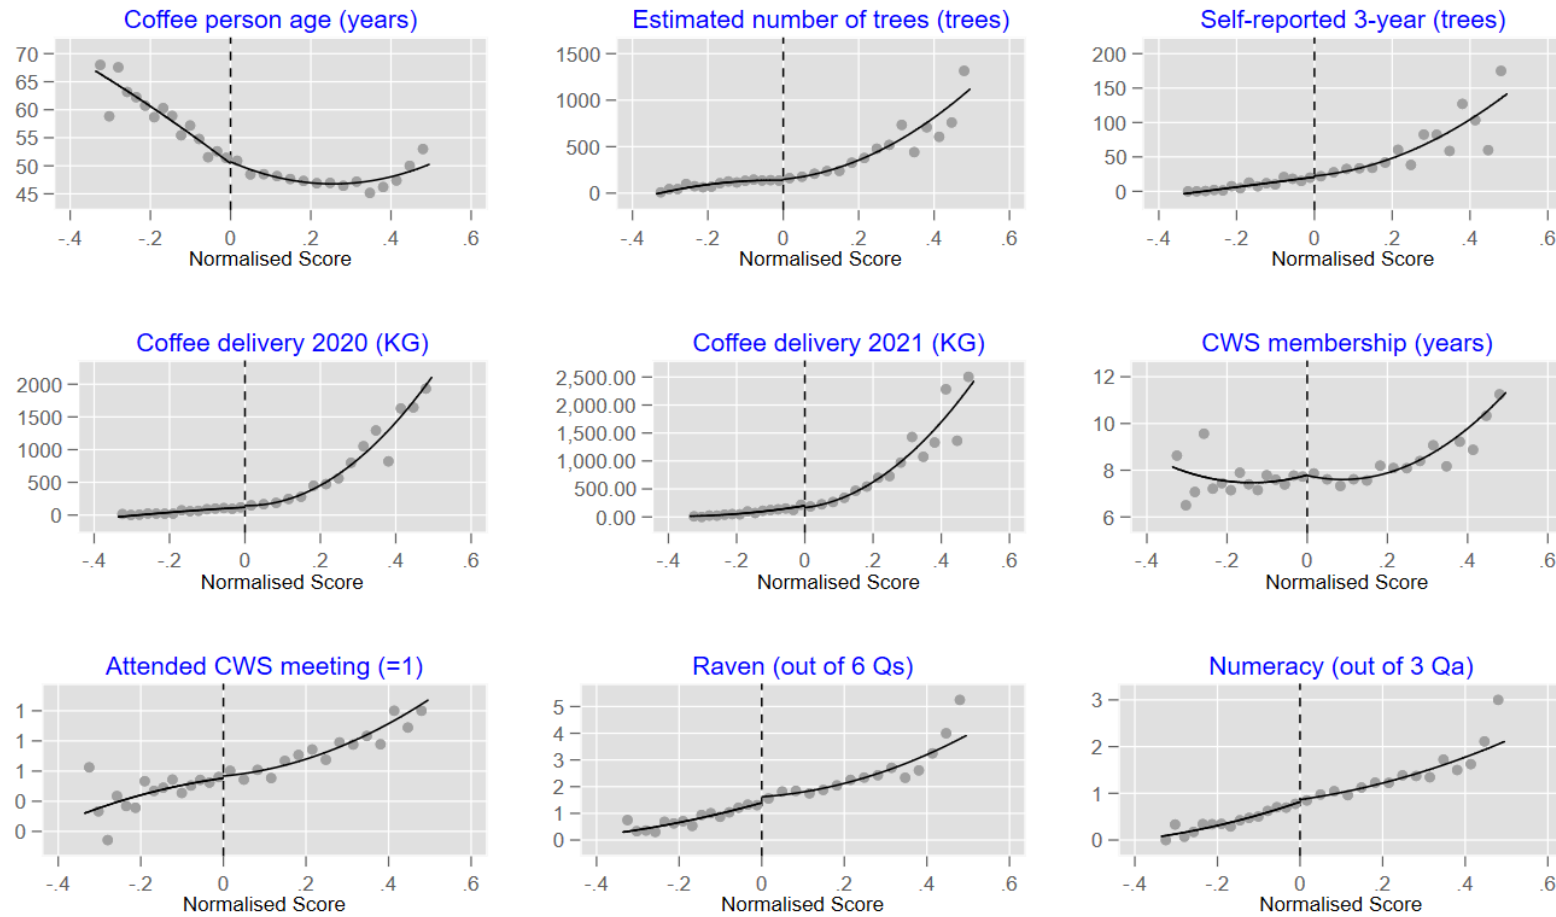 Coffee person age (years)
70
65
60
55
50
45
-.4 -.2 0 .2 .4 .6
Normalised Score
Estimated number of trees (trees)
1500
1000
500
0
-.4 -.2 0 .2 .4 .6
Normalised Score
Self-reported 3-year (trees)
200
150
100
50
0
-.4 -.2 0 .2 .4 .6
Normalised Score
Coffee delivery 2020 (KG)
2000
1500
1000
500
0
-.4 -.2 0 .2 .4 .6
Normalised Score
Coffee delivery 2021 (KG)
2,500.00
2,000.00
1,500.00
1,000.00
500.00
0.00
-.4 -.2 0 .2 .4 .6
Normalised Score
CWS membership (years)
12
10
8
6
-.4 -.2 0 .2 .4 .6
Normalised Score
Attended CWS meeting (=1)
1
1
1
0
0
-.4 -.2 0 .2 .4 .6
Normalised Score
Raven (out of 6 Qs)
5
4
3
2
1
0
-.4 -.2 0 .2 .4 .6
Normalised Score
Numeracy (out of 3 Qa)
3
2
1
0
-.4 -.2 0 .2 .4 .6
Normalised Score